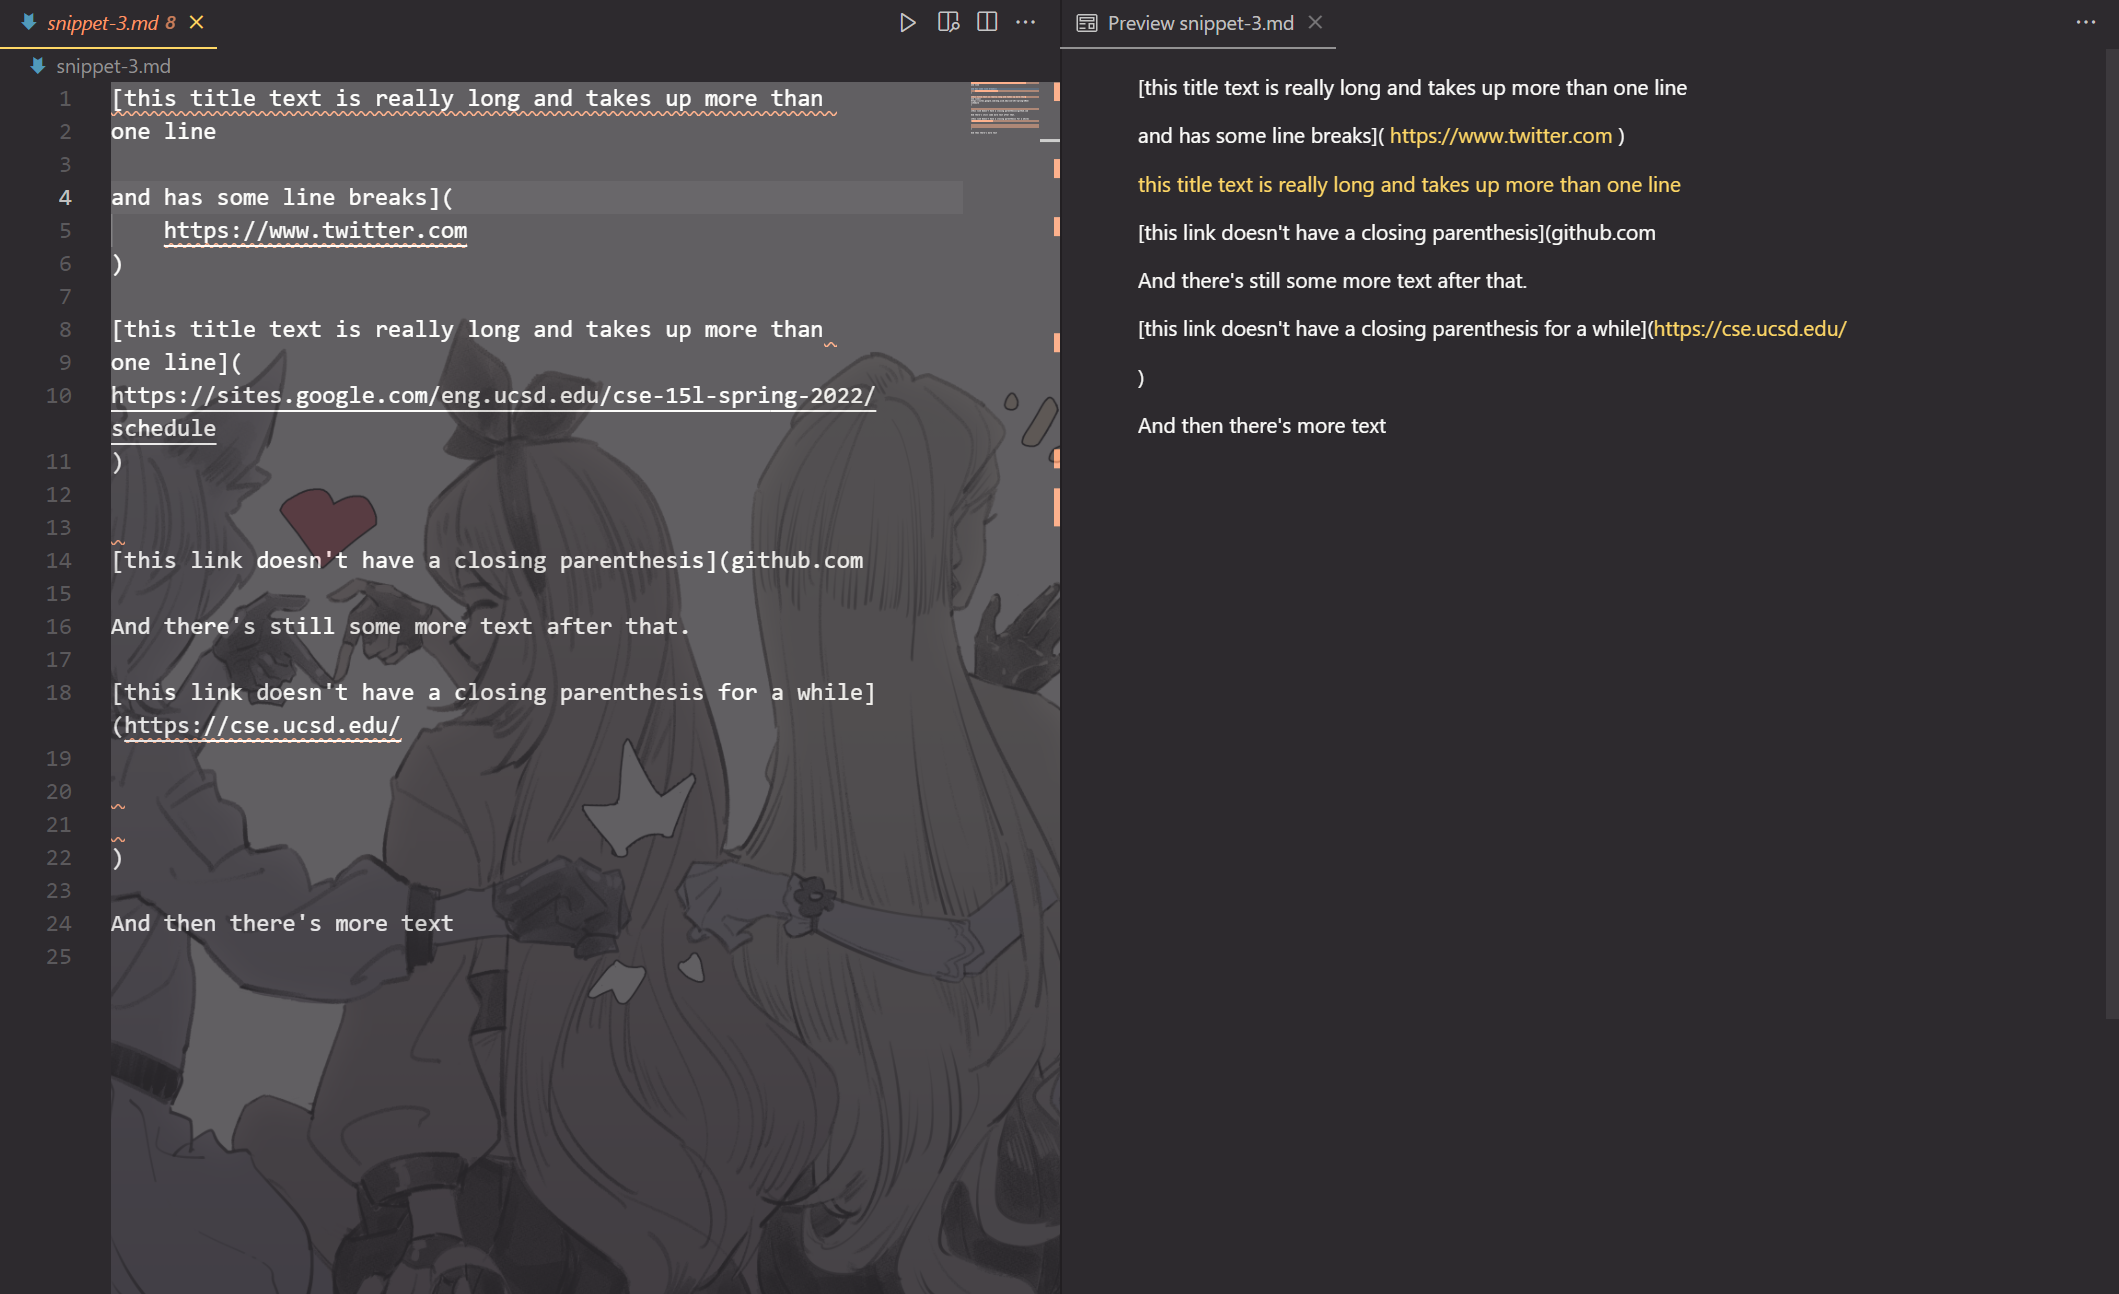 snippet-3.md 8
Preview snippet-3.md
snippet-3.md
1 [this title text is really long and takes up more than
2 one line
3
4 and has some line breaks](
5 https://www.twitter.com
6 )
7
8 [this title text is really long and takes up more than
9 one line](
10 https://sites.google.com/eng.ucsd.edu/cse-15l-spring-2022/
schedule
11 )
12
13
14 [this link doesn't have a closing parenthesis](github.com
15
16 And there's still some more text after that.
17
18 [this link doesn't have a closing parenthesis for a while]
(https://cse.ucsd.edu/
19
20
21
22 )
23
24 And then there's more text
25
[this title text is really long and takes up more than one line
and has some line breaks]( https://www.twitter.com )
this title text is really long and takes up more than one line
[this link doesn't have a closing parenthesis](github.com
And there's still some more text after that.
[this link doesn't have a closing parenthesis for a while](https://cse.ucsd.edu/
)
And then there's more text